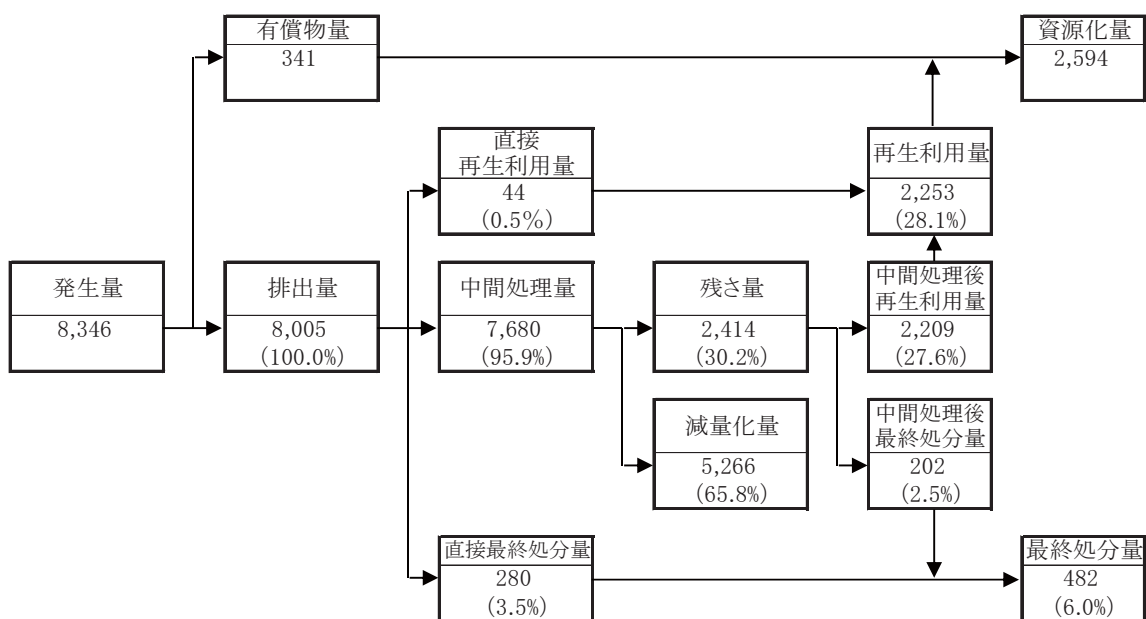 有償物量
341
資源化量
2,594
直接
再生利用量
44
(0.5%)
再生利用量
2,253
(28.1%)
発生量
8,346
排出量
8,005
(100.0%)
中間処理量
7,680
(95.9%)
残さ量
2,414
(30.2%)
中間処理後
再生利用量
2,209
(27.6%)
減量化量
5,266
(65.8%)
中間処理後
最終処分量
202
(2.5%)
直接最終処分量
280
(3.5%)
最終処分量
482
(6.0%)